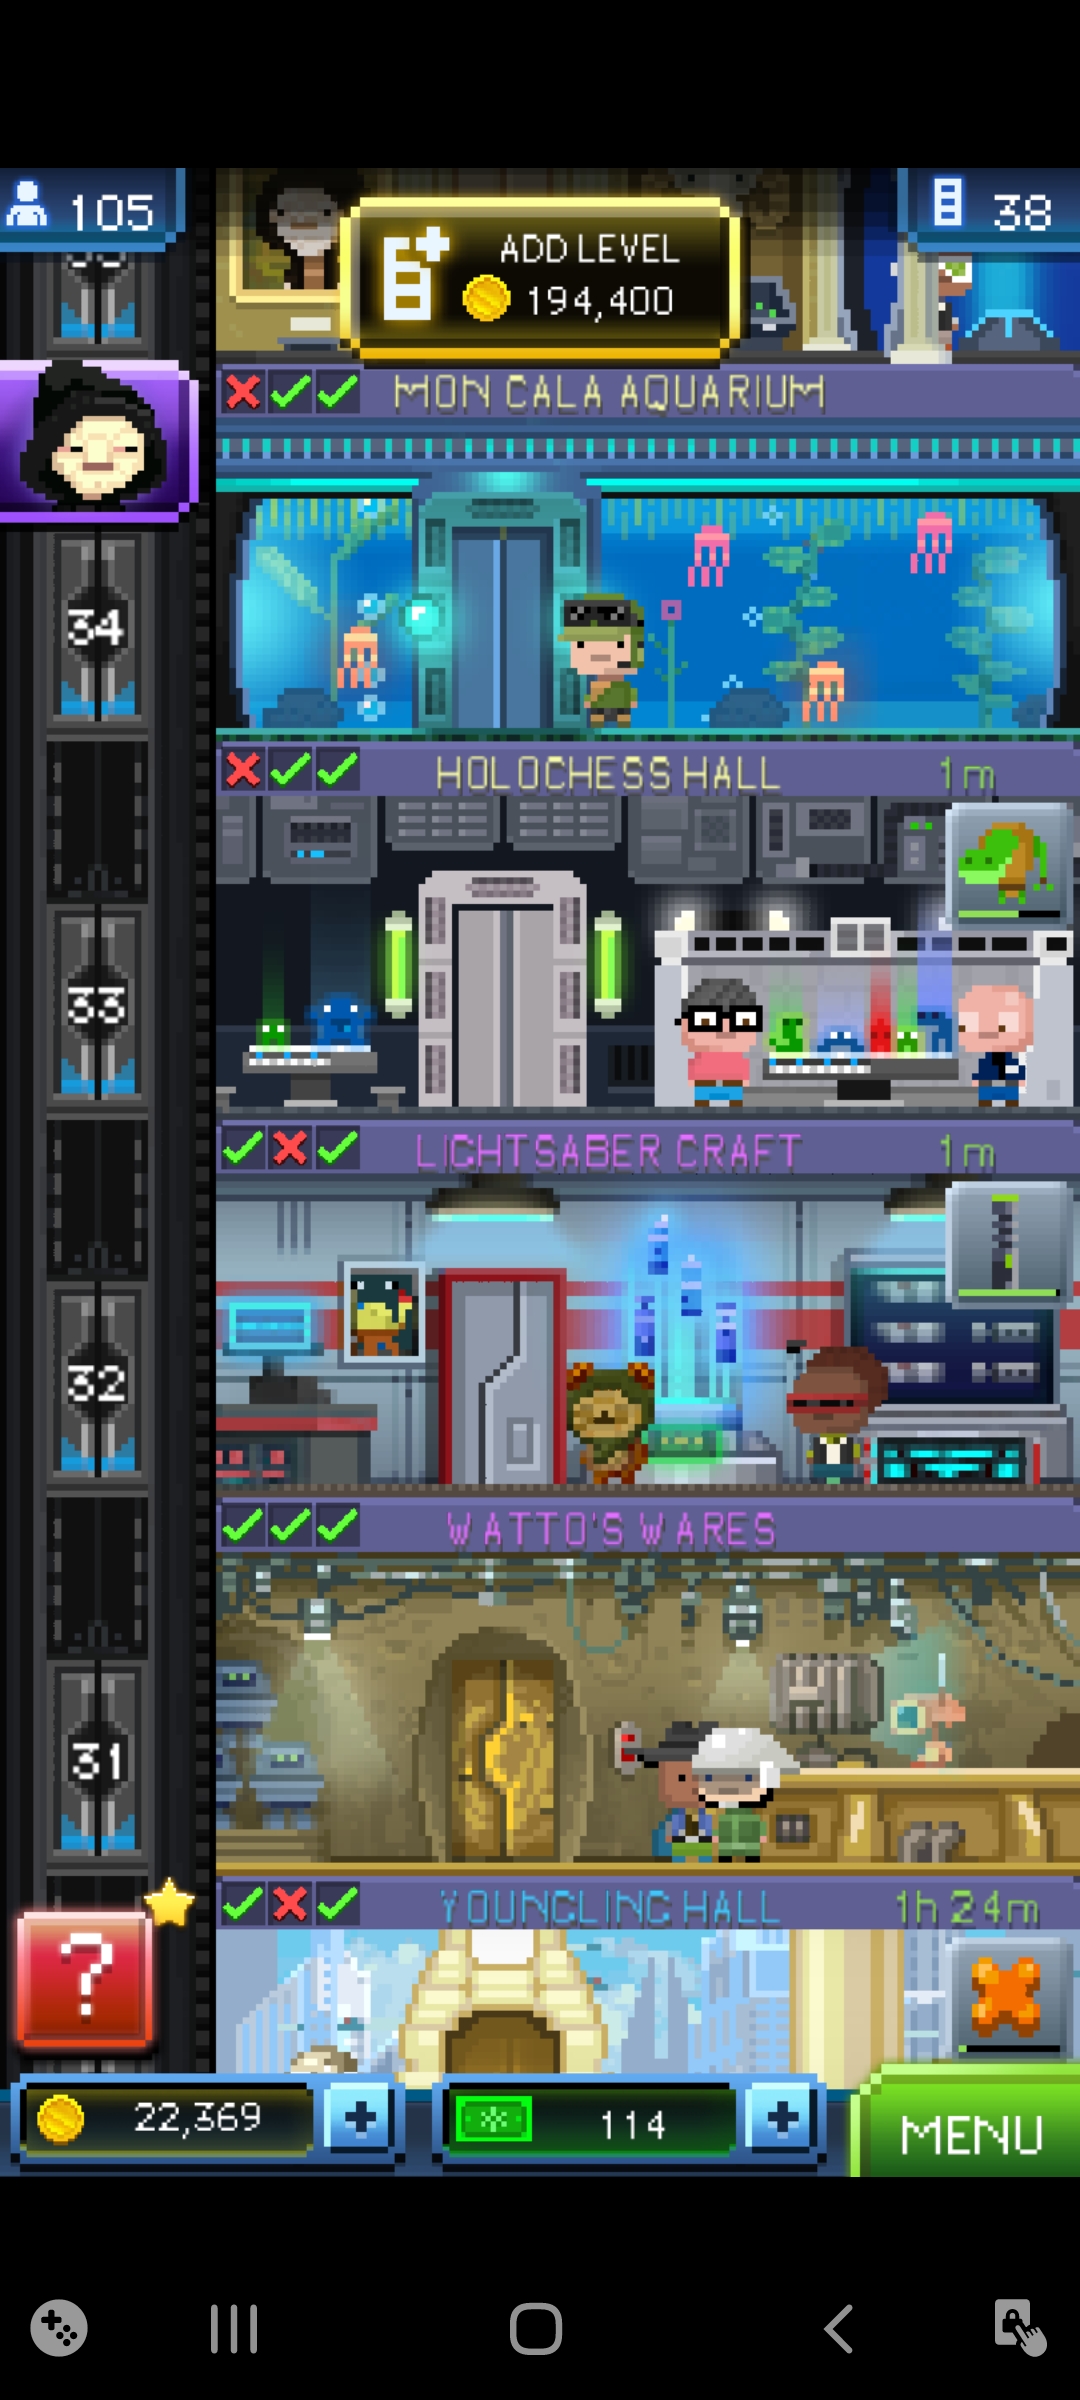 105
ADD LEVEL
194,400
38
MON CALA AQUARIUM
34
HOLOCHESS HALL 1m
33
LIGHTSABER CRAFT 1m
32
WATTO'S WARES
31
YOUNGLING HALL 1h 24m
?
22,369 + 114 + MENU